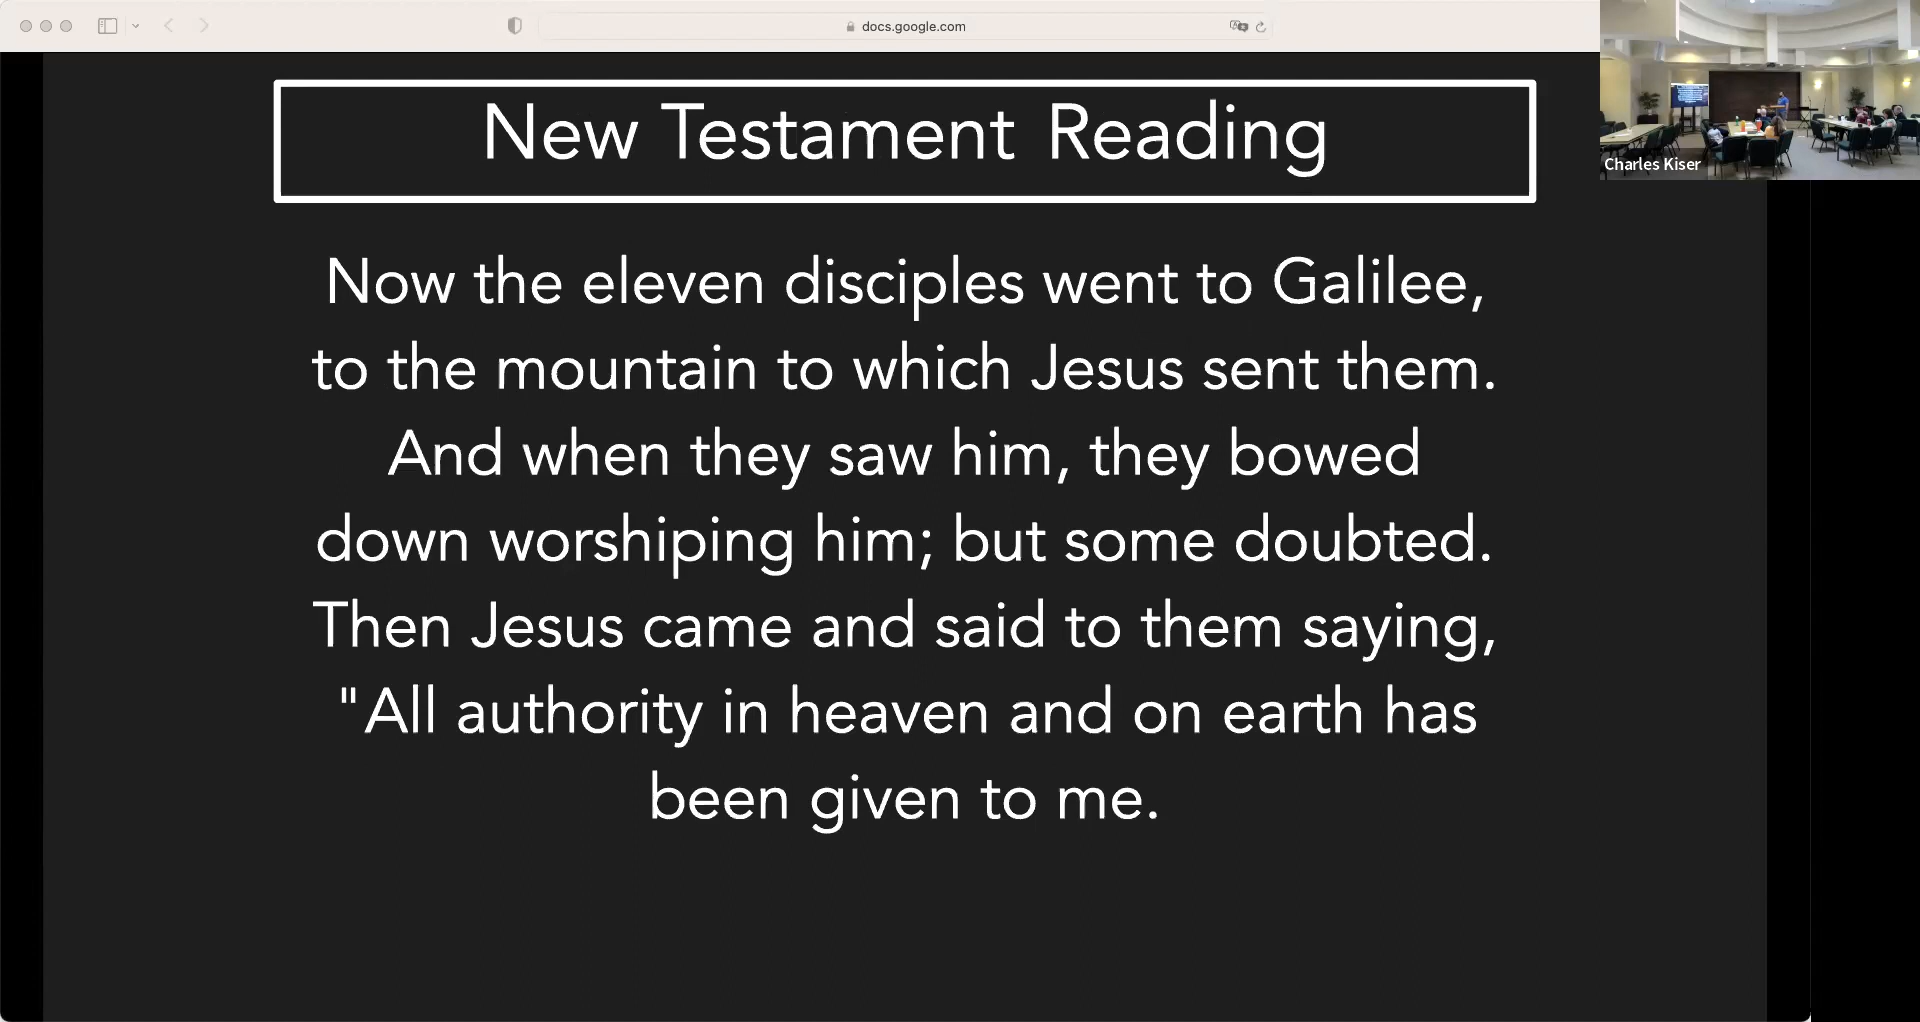 docs.google.com
New Testament Reading
Charles Kiser
Now the eleven disciples went to Galilee,
to the mountain to which Jesus sent them.
And when they saw him, they bowed
down worshiping him; but some doubted.
Then Jesus came and said to them saying,
"All authority in heaven and on earth has
been given to me.